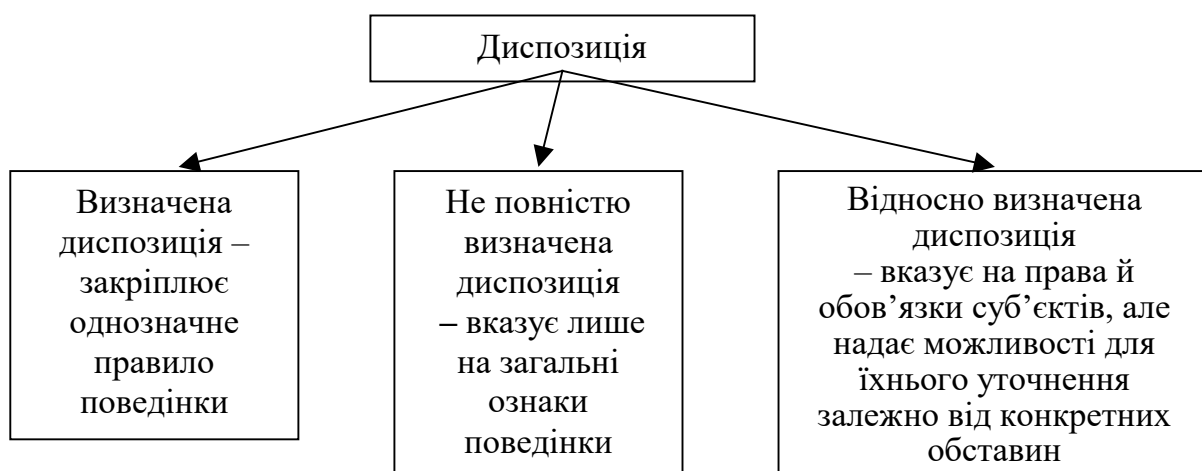 Диспозиція
Визначена
диспозиція –
закріплює
однозначне
правило
поведінки
Не повністю
визначена
диспозиція
– вказує лише
на загальні
ознаки
поведінки
Відносно визначена
диспозиція
– вказує на права й
обов’язки суб’єктів, але
надає можливості для
їхнього уточнення
залежно від конкретних
обставин